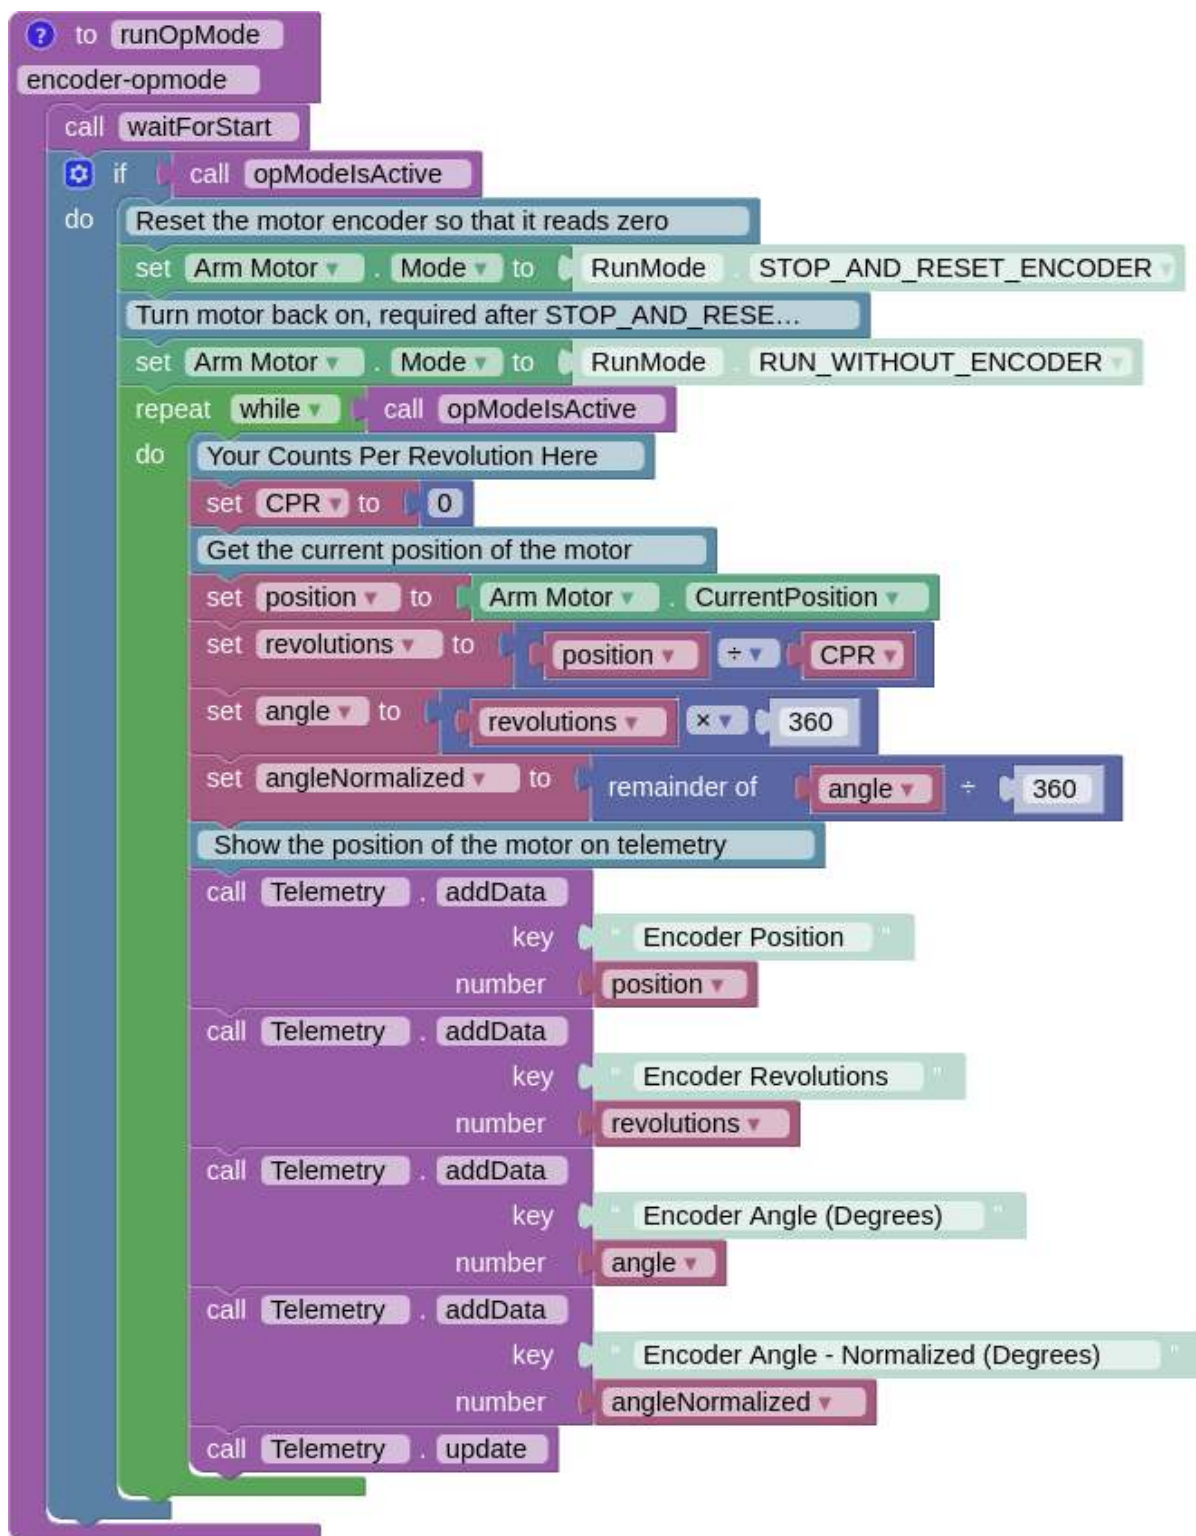 ? to runOpMode
encoder-opmode
call waitForStart
if call opModeIsActive
do Reset the motor encoder so that it reads zero
set Arm Motor . Mode to RunMode . STOP_AND_RESET_ENCODER
Turn motor back on, required after STOP_AND_RESE...
set Arm Motor . Mode to RunMode . RUN_WITHOUT_ENCODER
repeat while call opModeIsActive
do Your Counts Per Revolution Here
set CPR to 0
Get the current position of the motor
set position to Arm Motor . CurrentPosition
set revolutions to position ÷ CPR
set angle to revolutions × 360
set angleNormalized to remainder of angle ÷ 360
Show the position of the motor on telemetry
call Telemetry . addData
key " Encoder Position "
number position
call Telemetry . addData
key " Encoder Revolutions "
number revolutions
call Telemetry . addData
key " Encoder Angle (Degrees) "
number angle
call Telemetry . addData
key " Encoder Angle - Normalized (Degrees) "
number angleNormalized
call Telemetry . update